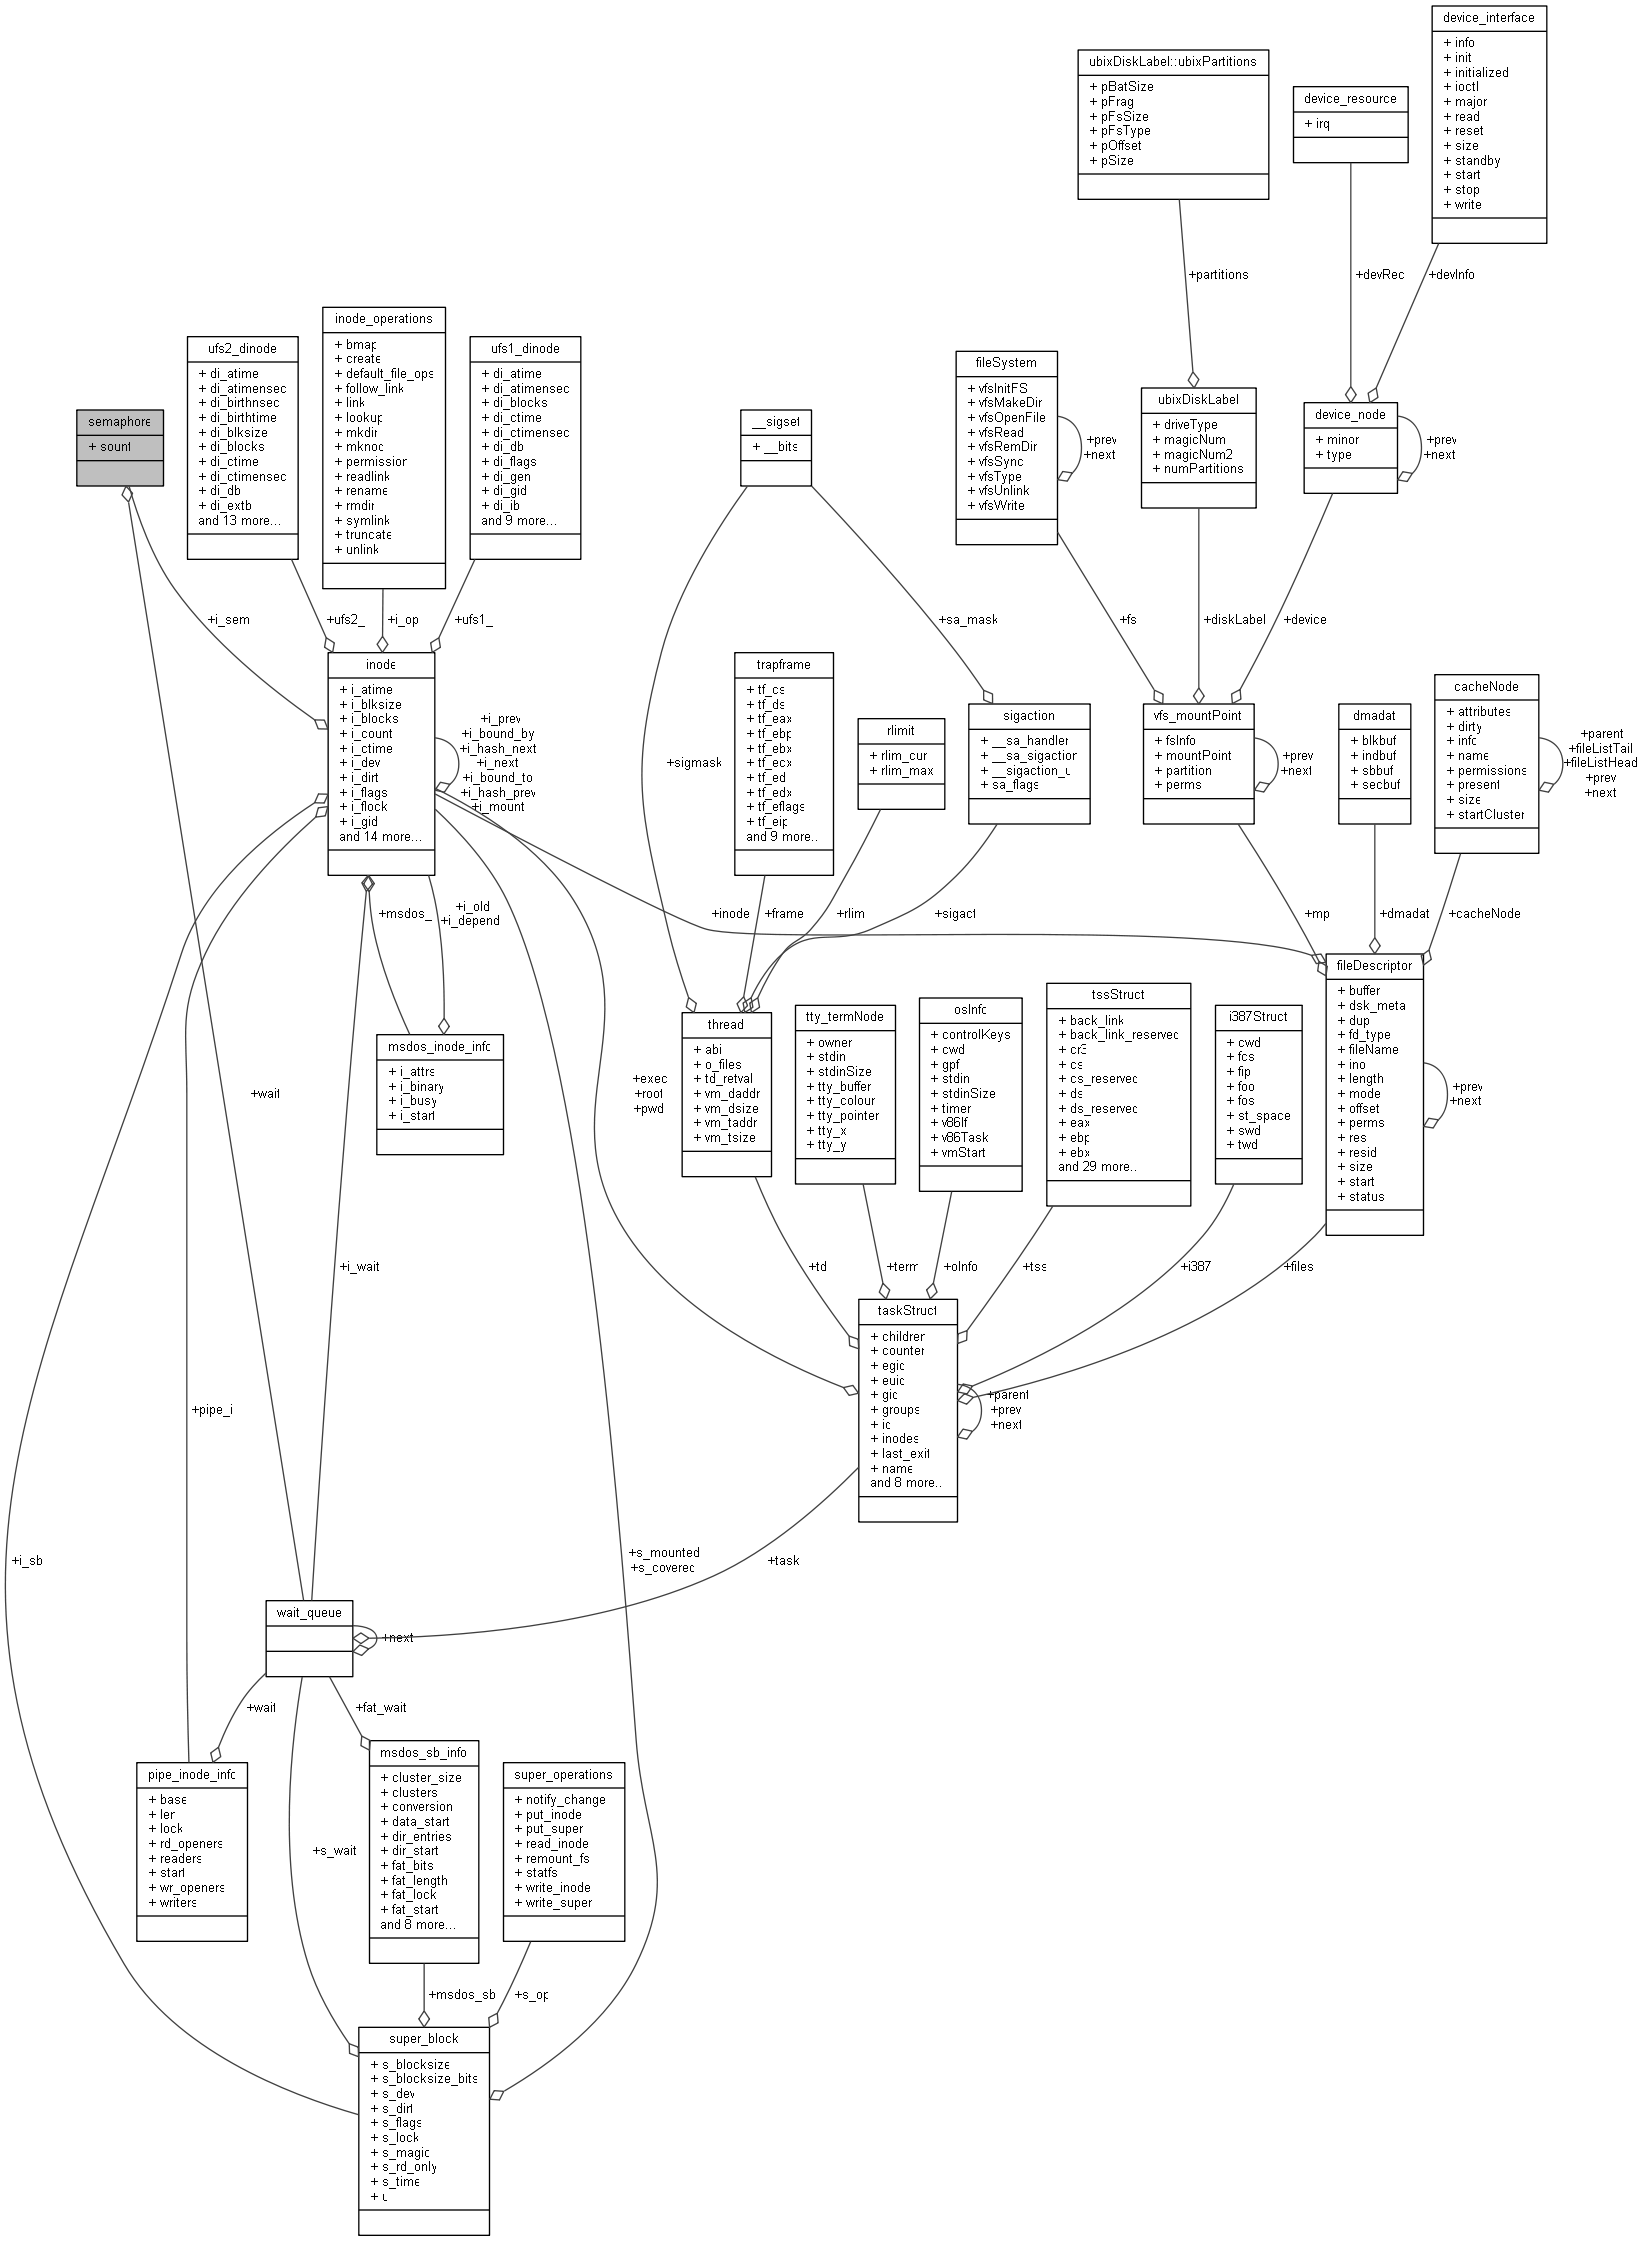 device_interface
+ info
+ init
+ initialized
+ ioctl
+ major
+ read
+ reset
+ size
+ standby
+ start
+ stop
+ write
ubixDiskLabel::ubixPartitions
+ pBatSize
+ pFrag
+ pFsSize
+ pFsType
+ pOffset
+ pSize
device_resource
+ irq
+partitions
+devRec
+devInfo
semaphore
+ sount
ufs2_dinode
+ di_atime
+ di_atimensec
+ di_birthnsec
+ di_birthtime
+ di_blksize
+ di_blocks
+ di_ctime
+ di_ctimensec
+ di_db
+ di_extb
and 13 more...
inode_operations
+ bmap
+ create
+ default_file_ops
+ follow_link
+ link
+ lookup
+ mkdir
+ mknod
+ permission
+ readlink
+ rename
+ rmdir
+ symlink
+ truncate
+ unlink
ufs1_dinode
+ di_atime
+ di_atimensec
+ di_blocks
+ di_ctime
+ di_ctimensec
+ di_db
+ di_flags
+ di_gen
+ di_gid
+ di_ib
and 9 more...
__sigset
+ __bits
fileSystem
+ vfsInitFS
+ vfsMakeDir
+ vfsOpenFile
+ vfsRead
+ vfsRemDir
+ vfsSync
+ vfsType
+ vfsUnlink
+ vfsWrite
+prev
+next
ubixDiskLabel
+ driveType
+ magicNum
+ magicNum2
+ numPartitions
device_node
+ minor
+ type
+prev
+next
+i_sem
+ufs2_
+i_op
+ufs1_
+sa_mask
+fs
+diskLabel
+device
inode
+ i_atime
+ i_blksize
+ i_blocks
+ i_count
+ i_ctime
+ i_dev
+ i_dirt
+ i_flags
+ i_flock
+ i_gid
and 14 more...
+i_prev
+i_bound_by
+i_hash_next
+i_next
+i_bound_to
+i_hash_prev
+i_mount
+sigmask
trapframe
+ tf_cs
+ tf_ds
+ tf_eax
+ tf_ebp
+ tf_ebx
+ tf_ecx
+ tf_edi
+ tf_edx
+ tf_eflags
+ tf_eip
and 9 more...
rlimit
+ rlim_cur
+ rlim_max
sigaction
+ __sa_handler
+ __sa_sigaction
+ __sigaction_u
+ sa_flags
vfs_mountPoint
+ fsInfo
+ mountPoint
+ partition
+ perms
+prev
+next
dmadat
+ blkbuf
+ indbuf
+ sbbuf
+ secbuf
cacheNode
+ attributes
+ dirty
+ info
+ name
+ permissions
+ present
+ size
+ startCluster
+parent
+fileListTail
+fileListHead
+prev
+next
+msdos_
+i_old
+i_depend
+inode
+frame
+rlim
+sigact
+mp
+dmadat
+cacheNode
msdos_inode_info
+ i_attrs
+ i_binary
+ i_busy
+ i_start
+wait
+exec
+root
+pwd
thread
+ abi
+ o_files
+ td_retval
+ vm_daddr
+ vm_dsize
+ vm_taddr
+ vm_tsize
tty_termNode
+ owner
+ stdin
+ stdinSize
+ tty_buffer
+ tty_colour
+ tty_pointer
+ tty_x
+ tty_y
osInfo
+ controlKeys
+ cwd
+ gpf
+ stdin
+ stdinSize
+ timer
+ v86If
+ v86Task
+ vmStart
tssStruct
+ back_link
+ back_link_reserved
+ cr3
+ cs
+ cs_reserved
+ ds
+ ds_reserved
+ eax
+ ebp
+ ebx
and 29 more...
i387Struct
+ cwd
+ fcs
+ fip
+ foo
+ fos
+ st_space
+ swd
+ twd
fileDescriptor
+ buffer
+ dsk_meta
+ dup
+ fd_type
+ fileName
+ ino
+ length
+ mode
+ offset
+ perms
+ res
+ resid
+ size
+ start
+ status
+prev
+next
+i_wait
+td
+term
+oInfo
+tss
+i387
+files
taskStruct
+ children
+ counter
+ egid
+ euid
+ gid
+ groups
+ id
+ inodes
+ last_exit
+ name
and 8 more...
+parent
+prev
+next
+pipe_i
+i_sb
+s_mounted
+s_covered
+task
wait_queue
+next
+wait
+fat_wait
pipe_inode_info
+ base
+ len
+ lock
+ rd_openers
+ readers
+ start
+ wr_openers
+ writers
+s_wait
msdos_sb_info
+ cluster_size
+ clusters
+ conversion
+ data_start
+ dir_entries
+ dir_start
+ fat_bits
+ fat_length
+ fat_lock
+ fat_start
and 8 more...
super_operations
+ notify_change
+ put_inode
+ put_super
+ read_inode
+ remount_fs
+ statfs
+ write_inode
+ write_super
+msdos_sb
+s_op
super_block
+ s_blocksize
+ s_blocksize_bits
+ s_dev
+ s_dirt
+ s_flags
+ s_lock
+ s_magic
+ s_rd_only
+ s_time
+ u